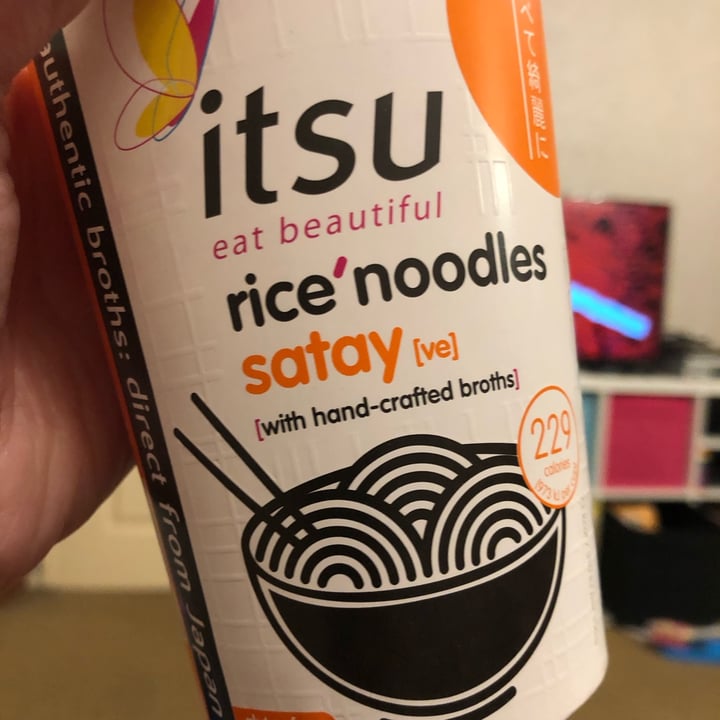 itsu
eat beautiful
rice'noodles
satay [ve]
[with hand-crafted broths]
229
calories
authentic broths: direct from Japan